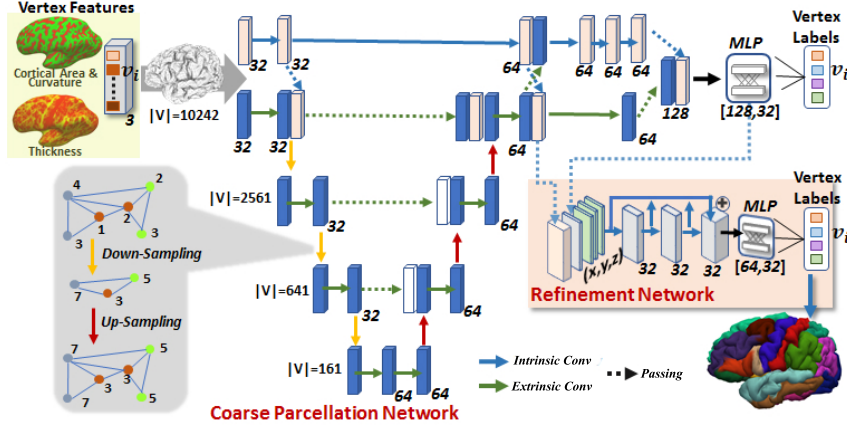 Vertex Features
Cortical Area &
Curvature
Thickness
v_i
3
|V|=10242
32
32
64
64
64
64
128
MLP
[128,32]
Vertex
Labels
v_i
32
32
64
64
|V|=2561
32
64
|V|=641
32
64
|V|=161
64
64
4
2
1
2
3
3
Down-Sampling
5
7
3
Up-Sampling
7
5
3
3
7
5
Coarse Parcellation Network
(x,y,z)
32
32
32
+
MLP
[64,32]
Vertex
Labels
v_i
Refinement Network
Intrinsic Conv
Extrinsic Conv
Passing